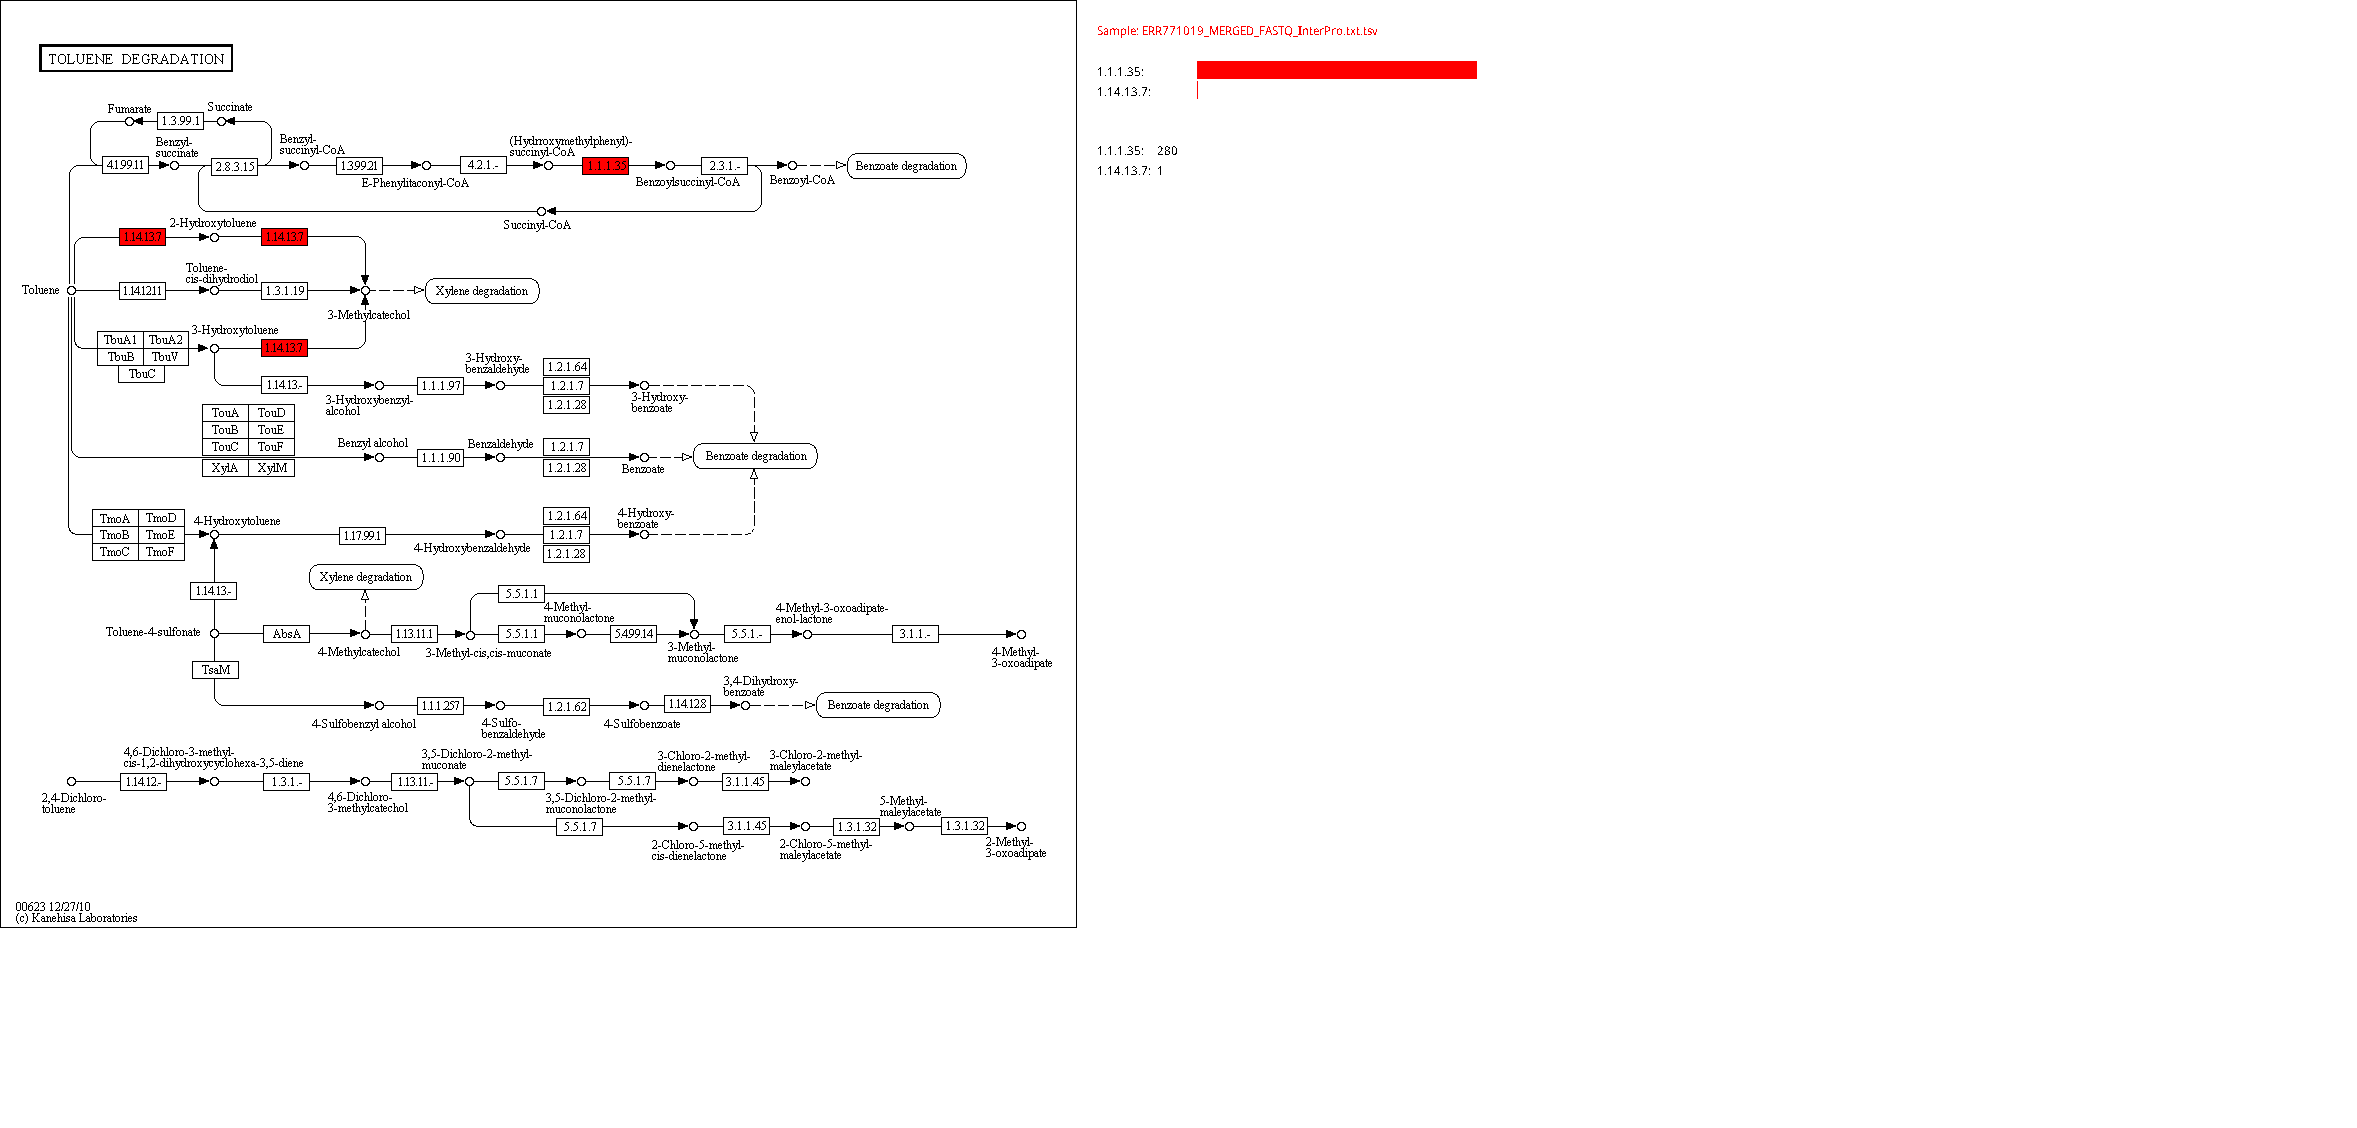 TOLUENE DEGRADATION
Fumarate
Succinate
1.3.99.1
Benzyl-
succinate
Benzyl-
succinyl-CoA
(Hydroxymethylphenyl)-
succinyl-CoA
4.1.99.11
2.8.3.15
1.3.99.21
4.2.1.-
1.1.1.35
2.3.1.-
Benzoate degradation
E-Phenylitaconyl-CoA
Benzoylsuccinyl-CoA
Benzoyl-CoA
Succinyl-CoA
2-Hydroxytoluene
1.14.13.7
1.14.13.7
Toluene-
cis-dihydrodiol
Toluene
1.14.12.11
1.3.1.19
Xylene degradation
3-Methylcatechol
3-Hydroxytoluene
TbuA1
TbuA2
TbuB
TbuV
TbuC
1.14.13.7
3-Hydroxy-
benzaldehyde
1.2.1.64
1.14.13.-
1.1.1.97
1.2.1.7
1.2.1.28
3-Hydroxybenzyl-
alcohol
3-Hydroxy-
benzoate
TouA
TouD
TouB
TouE
TouC
TouF
XylA
XylM
Benzyl alcohol
1.1.1.90
Benzaldehyde
1.2.1.7
1.2.1.28
Benzoate
Benzoate degradation
TmoA
TmoD
TmoB
TmoE
TmoC
TmoF
4-Hydroxytoluene
1.17.99.1
4-Hydroxybenzaldehyde
1.2.1.64
1.2.1.7
1.2.1.28
4-Hydroxy-
benzoate
Xylene degradation
1.14.13.-
5.5.1.1
4-Methyl-
muconolactone
4-Methyl-3-oxoadipate-
enol-lactone
Toluene-4-sulfonate
AbsA
1.13.11.1
5.5.1.1
5.4.99.14
5.5.1.-
3.1.1.-
4-Methylcatechol
3-Methyl-cis,cis-muconate
3-Methyl-
muconolactone
4-Methyl-
3-oxoadipate
TsaM
3,4-Dihydroxy-
benzoate
1.1.1.257
1.2.1.62
1.14.12.8
Benzoate degradation
4-Sulfobenzyl alcohol
4-Sulfo-
benzaldehyde
4-Sulfobenzoate
4,6-Dichloro-3-methyl-
cis-1,2-dihydroxycyclohexa-3,5-diene
3,5-Dichloro-2-methyl-
muconate
3-Chloro-2-methyl-
dienelactone
3-Chloro-2-methyl-
maleylacetate
1.14.12.-
1.3.1.-
1.13.11.-
5.5.1.7
5.5.1.7
3.1.1.45
2,4-Dichloro-
toluene
4,6-Dichloro-
3-methylcatechol
3,5-Dichloro-2-methyl-
muconolactone
5-Methyl-
maleylacetate
5.5.1.7
3.1.1.45
1.3.1.32
1.3.1.32
2-Chloro-5-methyl-
cis-dienelactone
2-Chloro-5-methyl-
maleylacetate
2-Methyl-
3-oxoadipate
00623 12/27/10
(c) Kanehisa Laboratories
Sample: ERR771019_MERGED_FASTQ_InterPro.txt.tsv
1.1.1.35:
1.14.13.7:
1.1.1.35: 280
1.14.13.7: 1